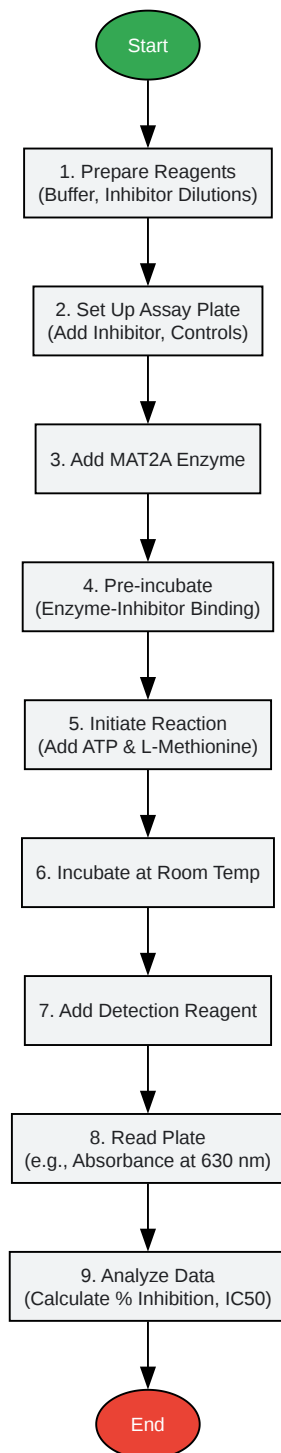 Start
1. Prepare Reagents
(Buffer, Inhibitor Dilutions)
2. Set Up Assay Plate
(Add Inhibitor, Controls)
3. Add MAT2A Enzyme
4. Pre-incubate
(Enzyme-Inhibitor Binding)
5. Initiate Reaction
(Add ATP & L-Methionine)
6. Incubate at Room Temp
7. Add Detection Reagent
8. Read Plate
(e.g., Absorbance at 630 nm)
9. Analyze Data
(Calculate % Inhibition, IC50)
End